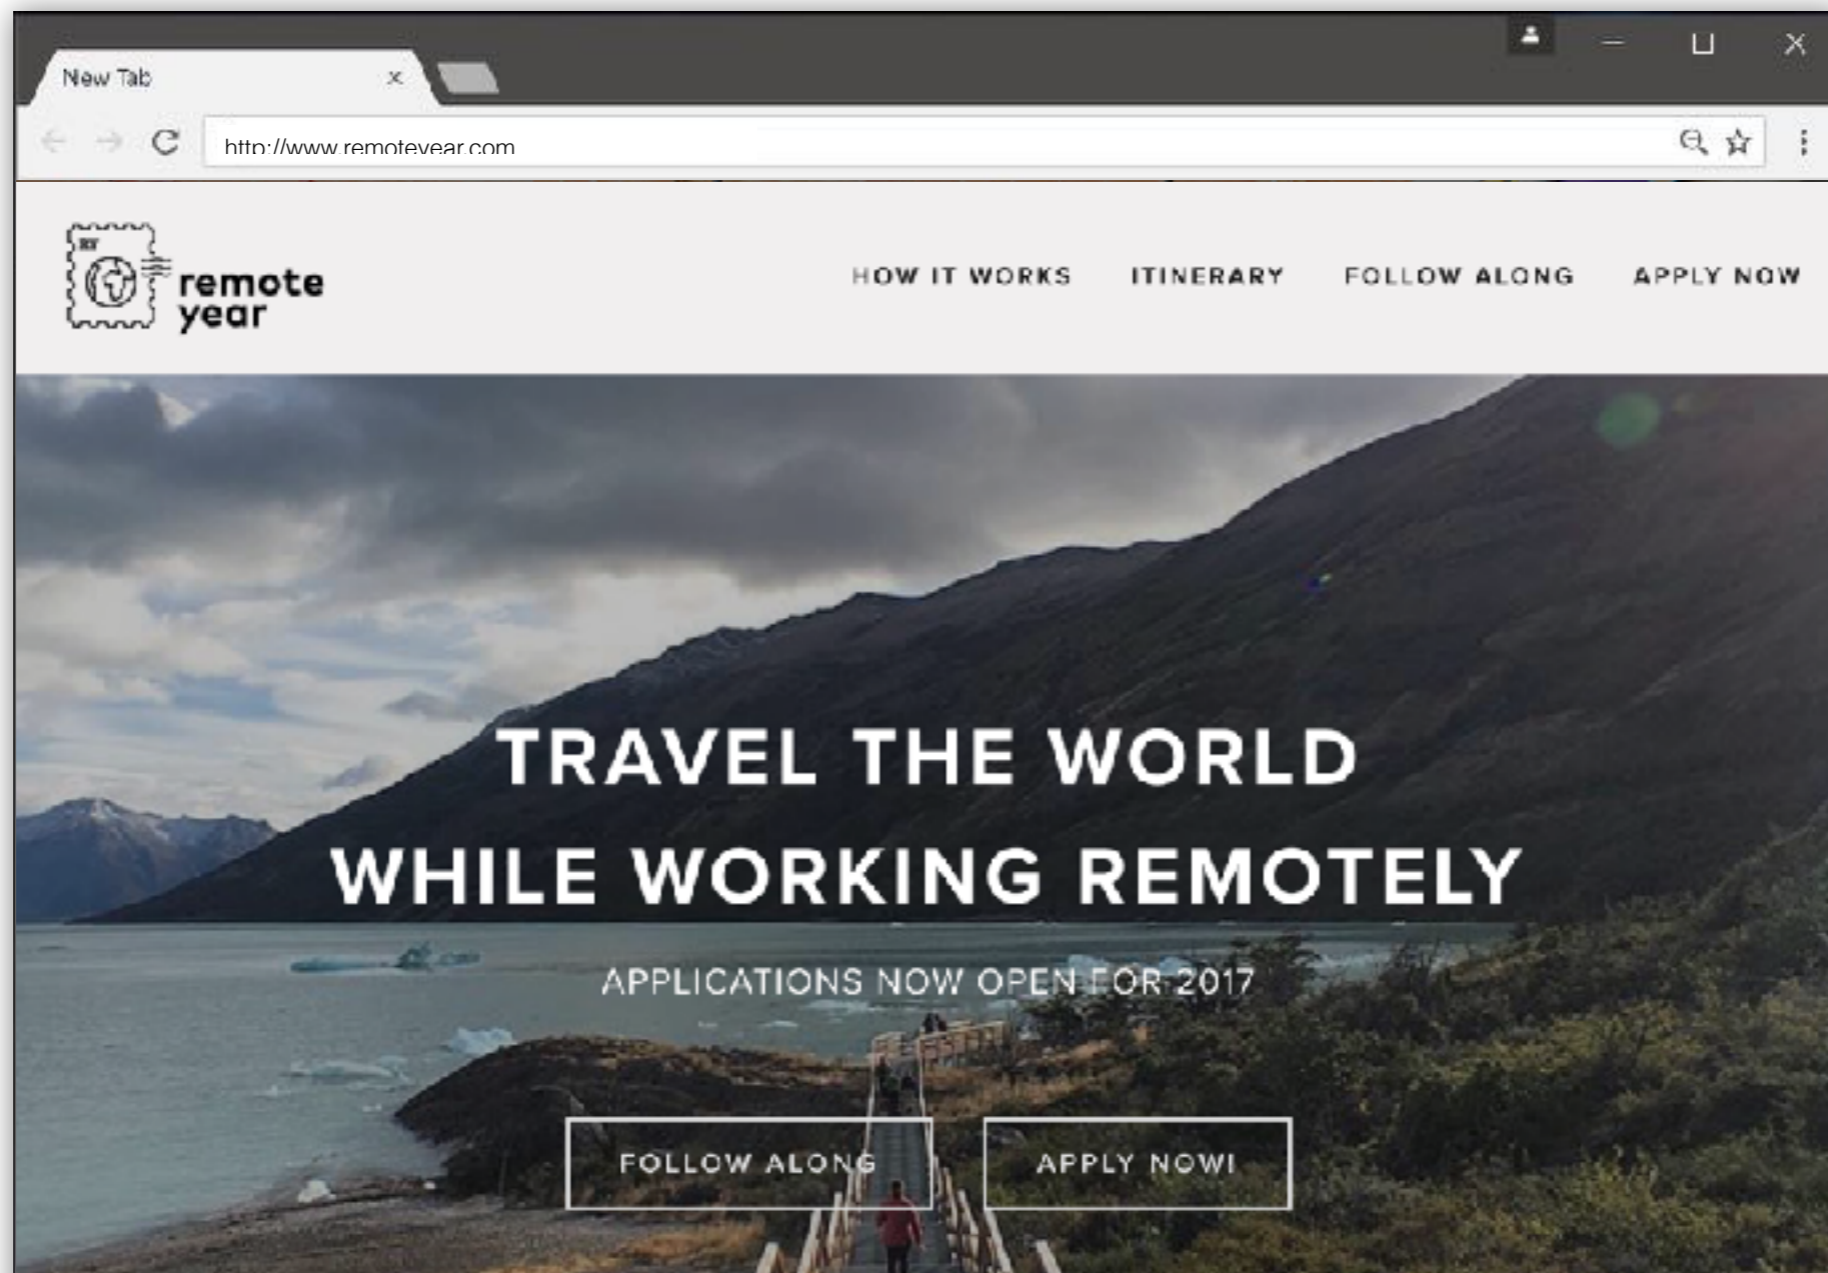 New Tab
http://www.remoteyear.com
RY
remote
year
HOW IT WORKS ITINERARY FOLLOW ALONG APPLY NOW
TRAVEL THE WORLD
WHILE WORKING REMOTELY
APPLICATIONS NOW OPEN FOR 2017
FOLLOW ALONG APPLY NOW!